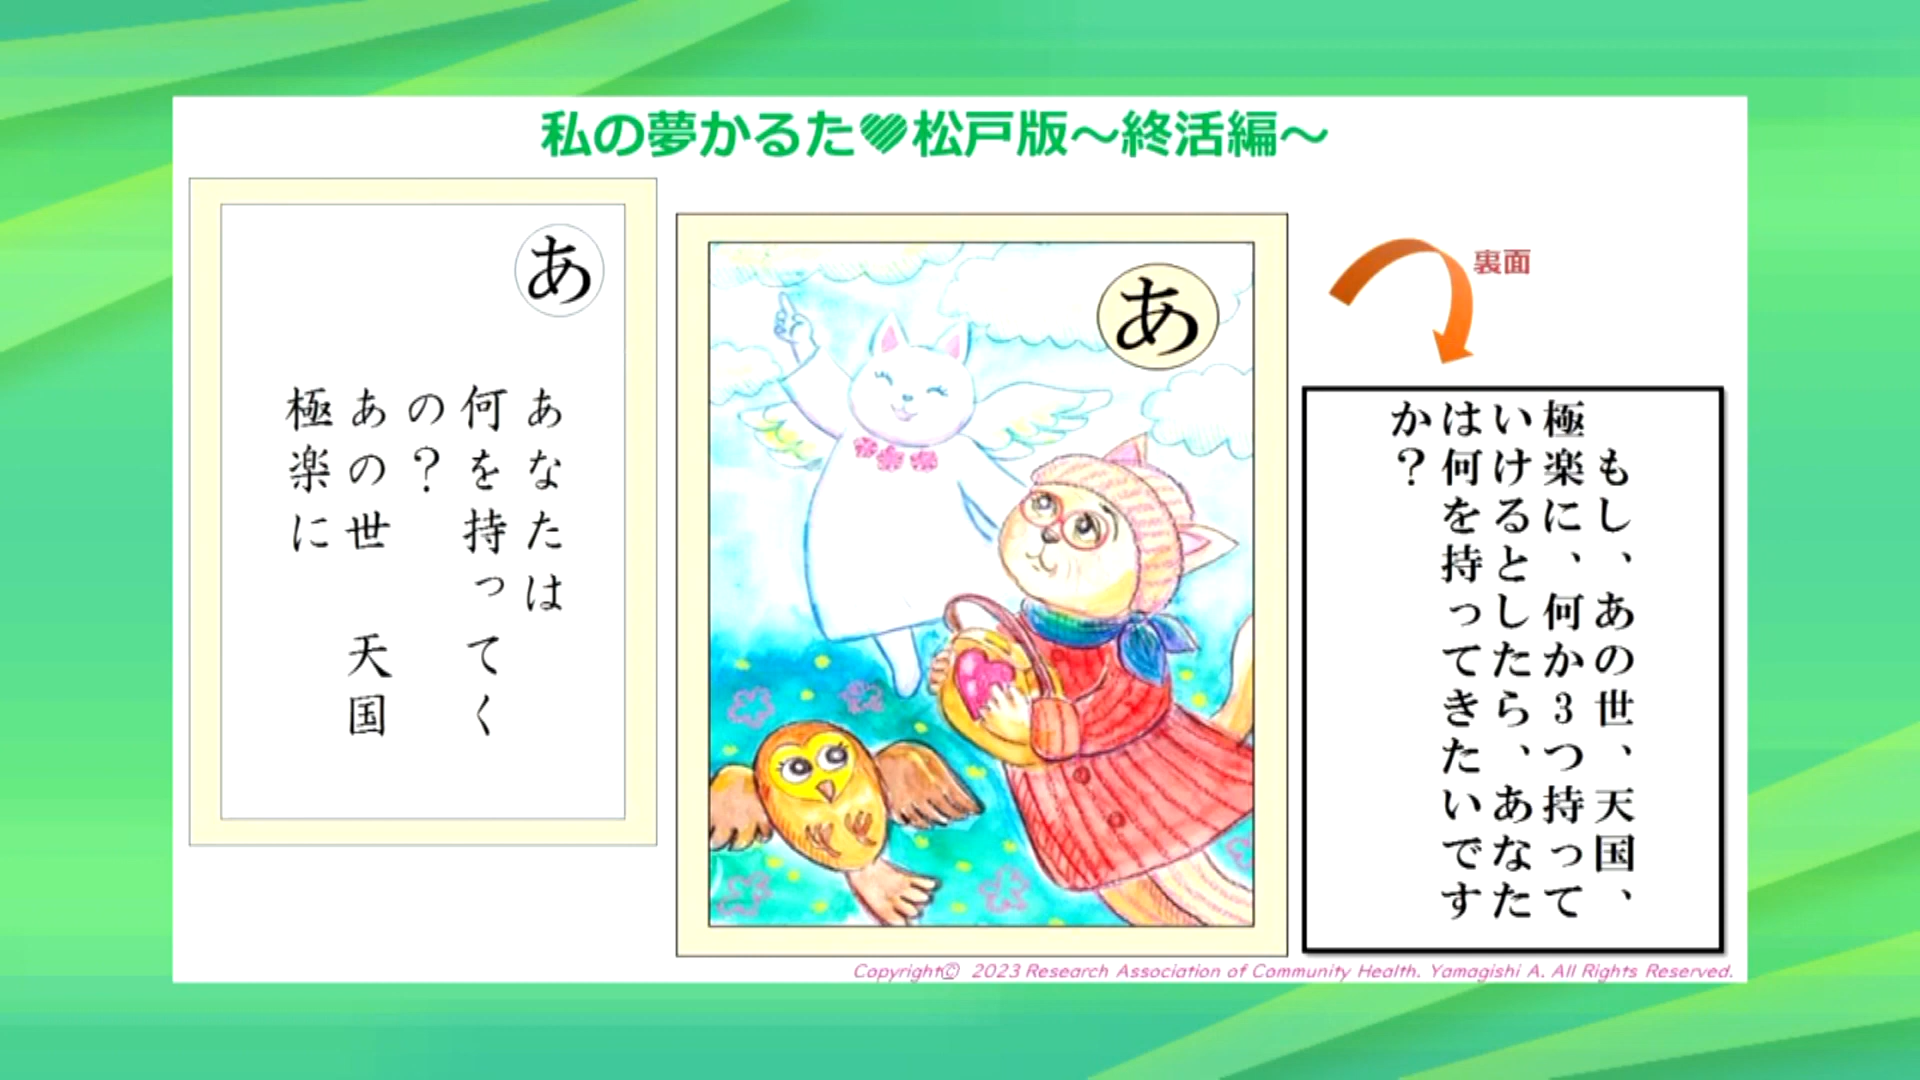 私の夢かるた♥松戸版～終活編～
あ
あなたは
何を持ってく
の？
あの世　天国
極楽に
あ
裏面
もし、あの世、天国、
極楽に、何か3つ持って
いけるとしたら、あなた
は何を持ってきたいです
か？
Copyright© 2023 Research Association of Community Health. Yamagishi A. All Rights Reserved.